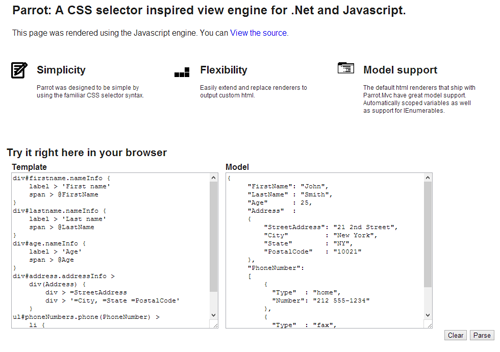 Parrot: A CSS selector inspired view engine for .Net and Javascript.
This page was rendered using the Javascript engine. You can View the source.
Simplicity
Parrot was designed to be simple by
using the familiar CSS selector syntax.
Flexibility
Easily extend and replace renderers to
output custom html.
Model support
The default html renderers that ship with
Parrot.Mvc have great model support.
Automatically scoped variables as well
as support for IEnumerables.
Try it right here in your browser
Template
div#firstname.nameInfo {
    label > 'First name'
    span > @FirstName
}
div#lastname.nameInfo {
    label > 'Last name'
    span > @LastName
}
div#age.nameInfo {
    label > 'Age'
    span > @Age
}
div#address.addressInfo >
    div(Address) {
        div > =StreetAddress
        div > '=City, =State =PostalCode'
    }
ul#phoneNumbers.phone(PhoneNumber) >
    li {
Model
{
    "FirstName": "John",
    "LastName" : "Smith",
    "Age"      : 25,
    "Address"  :
    {
        "StreetAddress": "21 2nd Street",
        "City"         : "New York",
        "State"        : "NY",
        "PostalCode"   : "10021"
    },
    "PhoneNumber":
    [
        {
          "Type"  : "home",
          "Number": "212 555-1234"
        },
        {
          "Type"  : "fax",
Clear
Parse